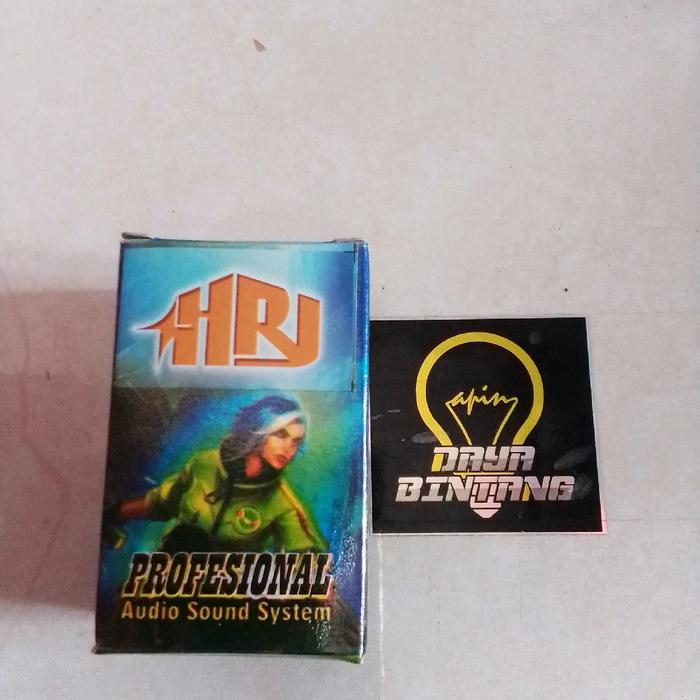 HRJ
PROFESIONAL
Audio Sound System
apin
DAYA
BINTANG